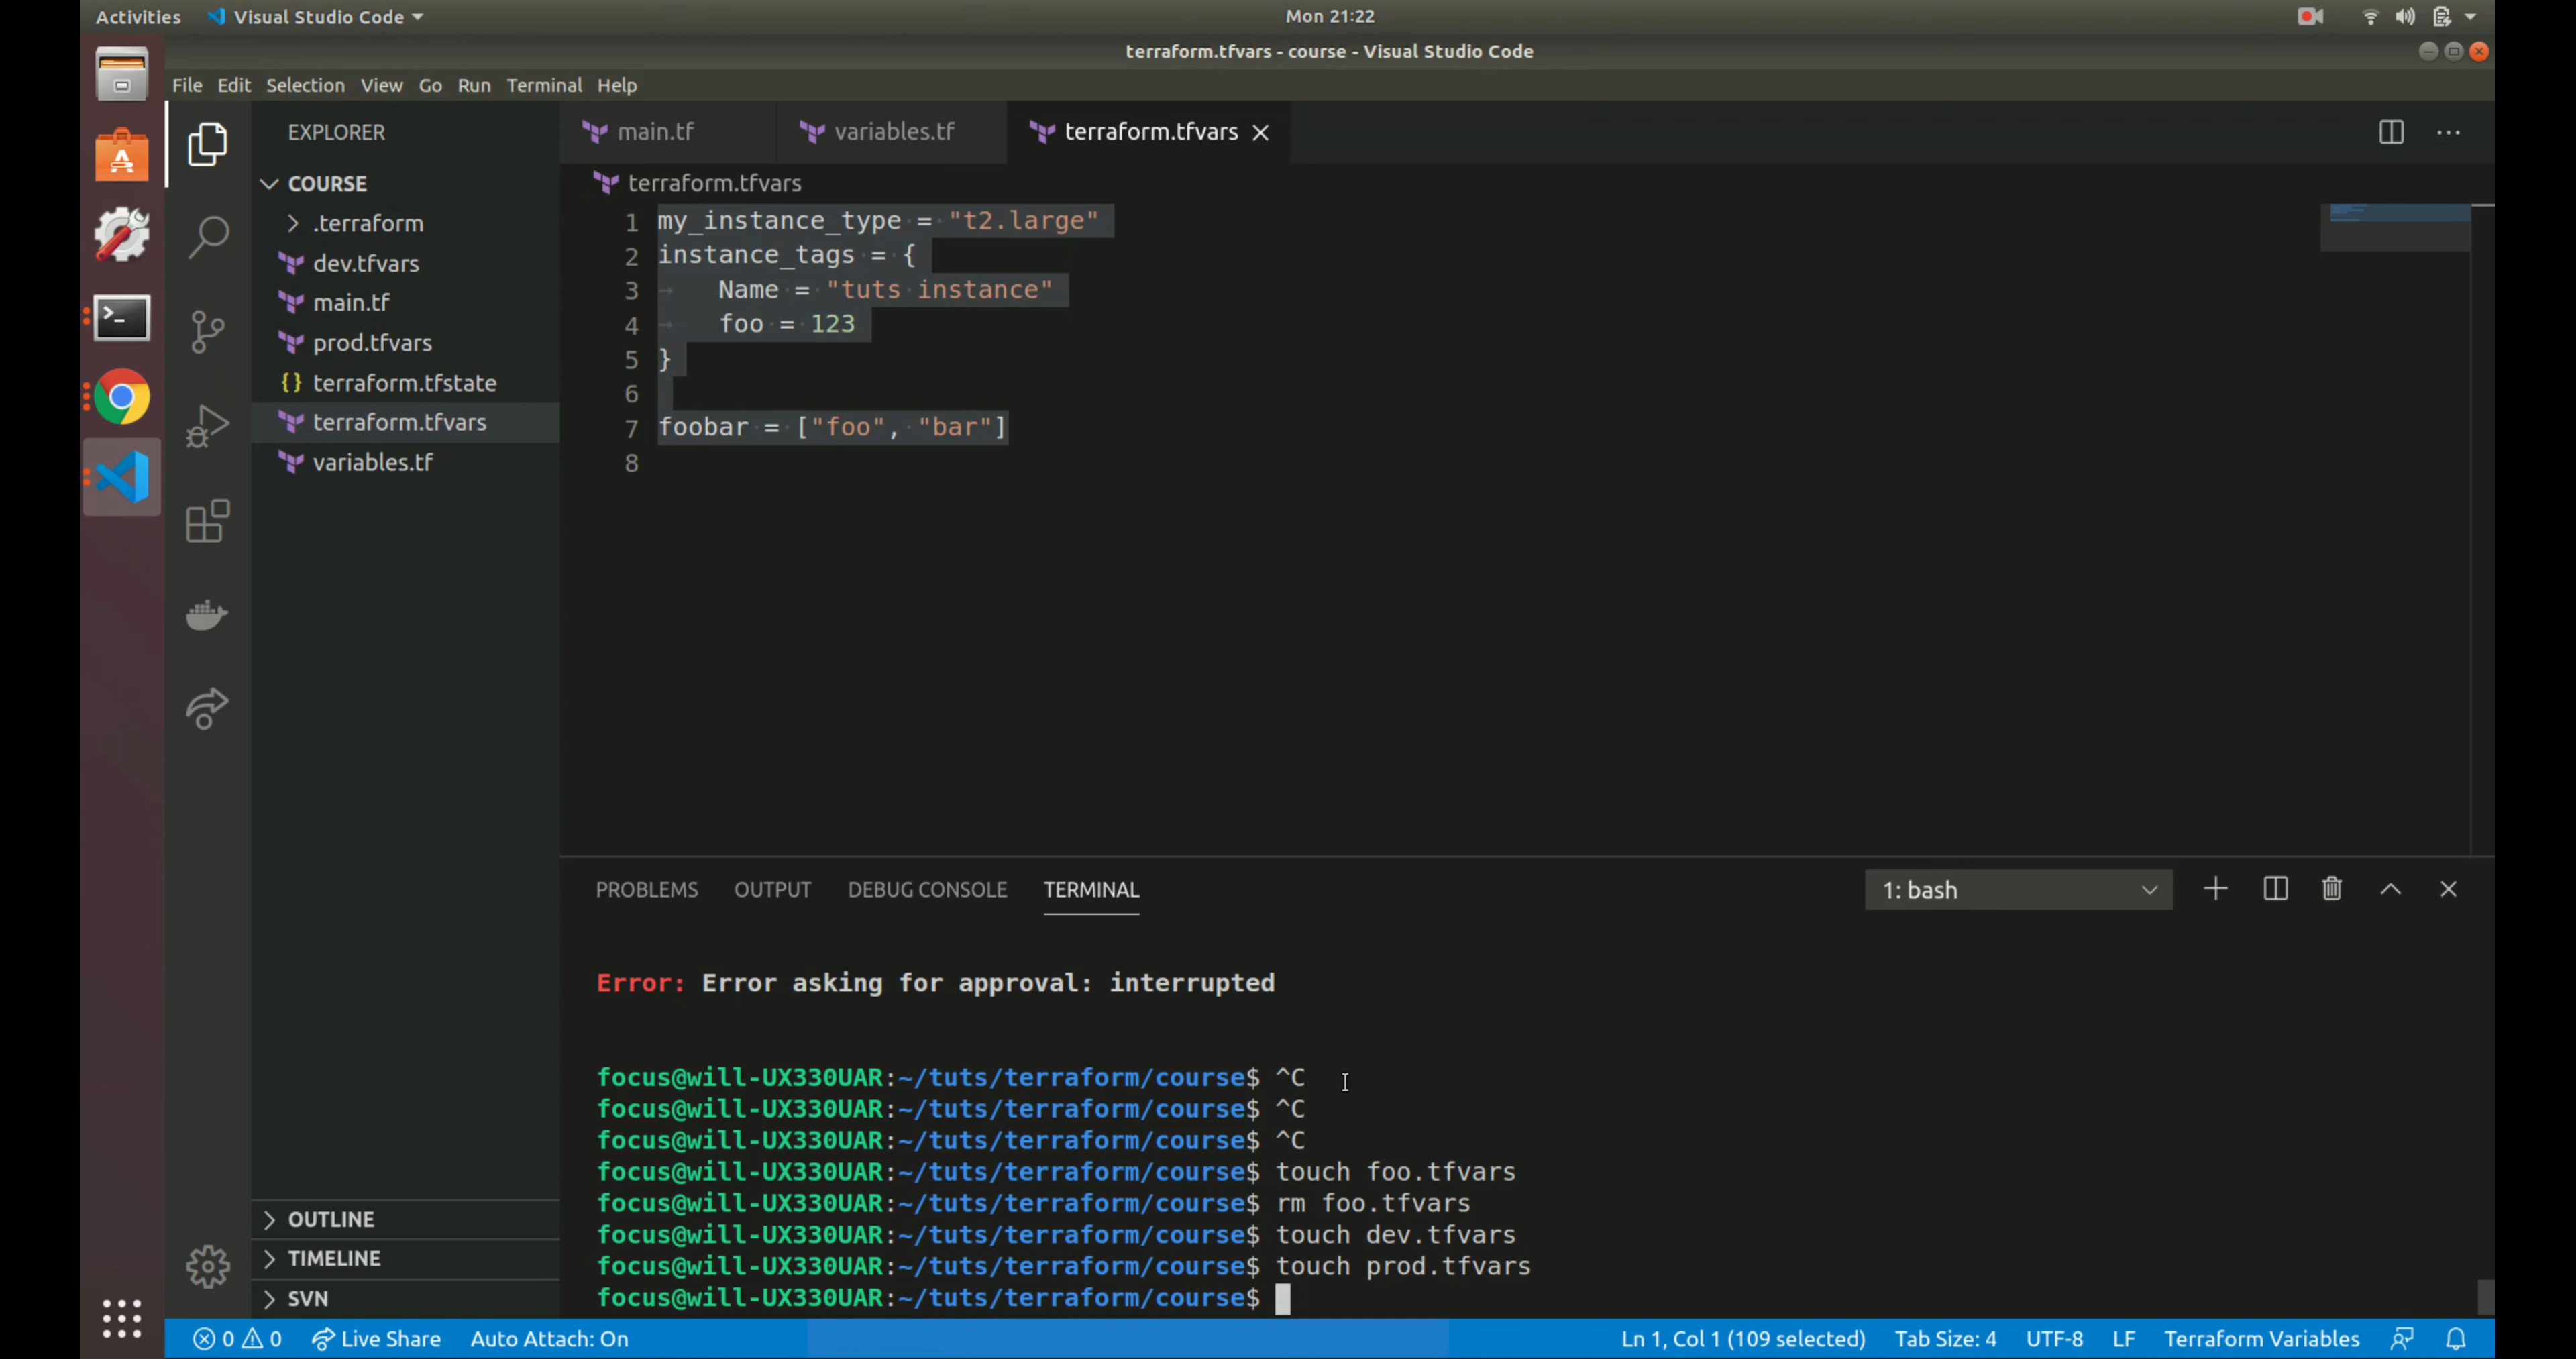 Activities Visual Studio Code Mon 21:22
terraform.tfvars - course - Visual Studio Code
File Edit Selection View Go Run Terminal Help
EXPLORER
COURSE
.terraform
dev.tfvars
main.tf
prod.tfvars
terraform.tfstate
terraform.tfvars
variables.tf
OUTLINE
TIMELINE
SVN
main.tf variables.tf terraform.tfvars
terraform.tfvars
1 my_instance_type = "t2.large"
2 instance_tags = {
3 Name = "tuts instance"
4 foo = 123
5 }
6
7 foobar = ["foo", "bar"]
8
PROBLEMS OUTPUT DEBUG CONSOLE TERMINAL 1: bash
Error: Error asking for approval: interrupted
focus@will-UX330UAR:~/tuts/terraform/course$ ^C
focus@will-UX330UAR:~/tuts/terraform/course$ ^C
focus@will-UX330UAR:~/tuts/terraform/course$ ^C
focus@will-UX330UAR:~/tuts/terraform/course$ touch foo.tfvars
focus@will-UX330UAR:~/tuts/terraform/course$ rm foo.tfvars
focus@will-UX330UAR:~/tuts/terraform/course$ touch dev.tfvars
focus@will-UX330UAR:~/tuts/terraform/course$ touch prod.tfvars
focus@will-UX330UAR:~/tuts/terraform/course$
0 0 Live Share Auto Attach: On Ln 1, Col 1 (109 selected) Tab Size: 4 UTF-8 LF Terraform Variables